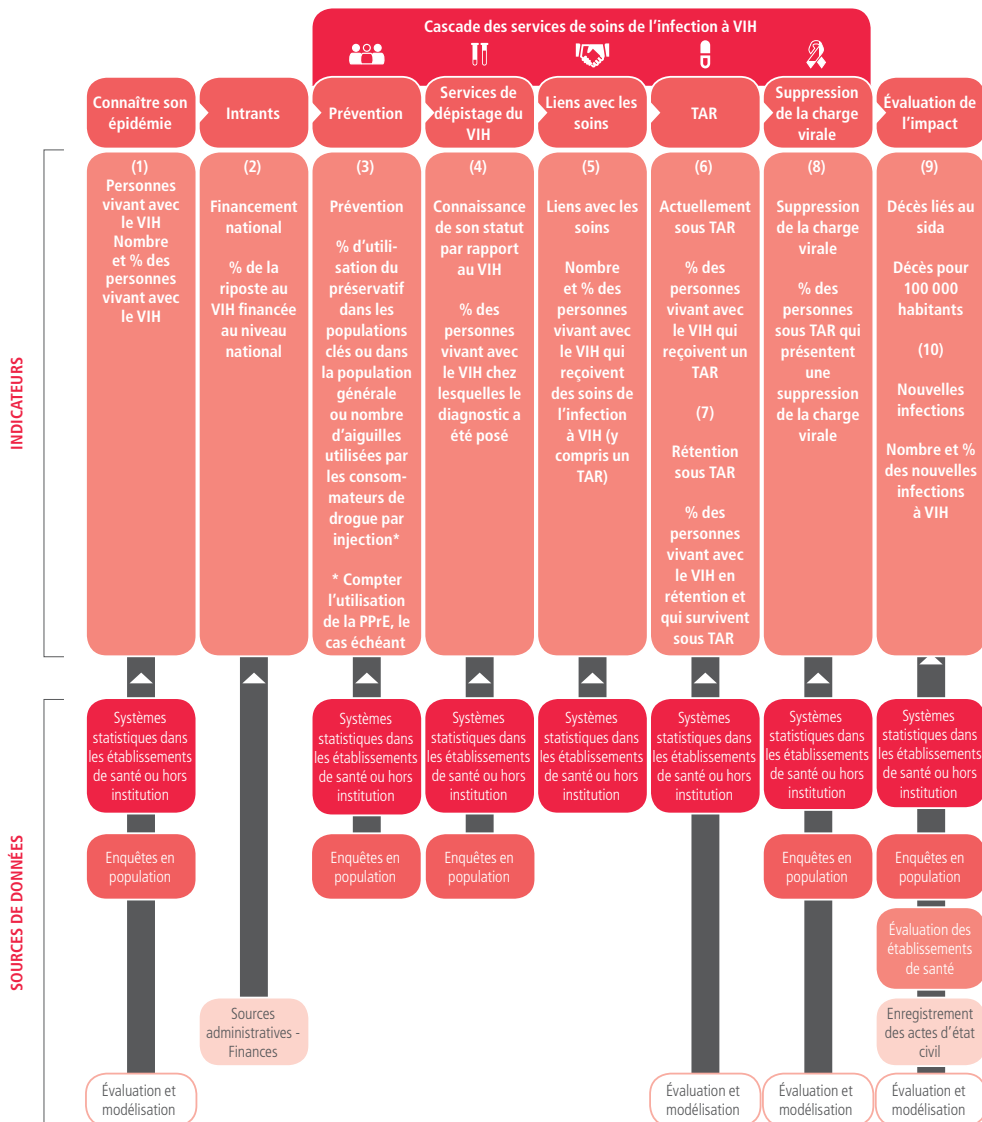 Cascade des services de soins de l'infection à VIH
Connaître son
épidémie
Intrants
Prévention
Services de
dépistage du
VIH
Liens avec les
soins
TAR
Suppression
de la charge
virale
Évaluation de
l'impact
INDICATEURS
(1)
Personnes
vivant avec
le VIH
Nombre
et % des
personnes
vivant avec
le VIH
(2)
Financement
national
% de la
riposte au
VIH financée
au niveau
national
(3)
Prévention
% d'utili-
sation du
préservatif
dans les
populations
clés ou dans
la population
générale
ou nombre
d'aiguilles
utilisées par
les consom-
mateurs de
drogue par
injection*
* Compter
l'utilisation
de la PPrE, le
cas échéant
(4)
Connaissance
de son statut
par rapport
au VIH
% des
personnes
vivant avec
le VIH chez
lesquelles le
diagnostic a
été posé
(5)
Liens avec les
soins
Nombre
et % des
personnes
vivant avec
le VIH qui
reçoivent
des soins de
l'infection
à VIH (y
compris un
TAR)
(6)
Actuellement
sous TAR
% des
personnes
vivant avec
le VIH qui
reçoivent un
TAR
(7)
Rétention
sous TAR
% des
personnes
vivant avec
le VIH en
rétention et
qui survivent
sous TAR
(8)
Suppression
de la charge
virale
% des
personnes
sous TAR qui
présentent
une
suppression
de la charge
virale
(9)
Décès liés au
sida
Décès pour
100 000
habitants
(10)
Nouvelles
infections
Nombre et %
des nouvelles
infections
à VIH
SOURCES DE DONNÉES
Systèmes
statistiques dans
les établissements
de santé ou hors
institution
Systèmes
statistiques dans
les établissements
de santé ou hors
institution
Systèmes
statistiques dans
les établissements
de santé ou hors
institution
Systèmes
statistiques dans
les établissements
de santé ou hors
institution
Systèmes
statistiques dans
les établissements
de santé ou hors
institution
Systèmes
statistiques dans
les établissements
de santé ou hors
institution
Systèmes
statistiques dans
les établissements
de santé ou hors
institution
Enquêtes en
population
Enquêtes en
population
Enquêtes en
population
Enquêtes en
population
Enquêtes en
population
Évaluation des
établissements
de santé
Sources
administratives -
Finances
Enregistrement
des actes d'état
civil
Évaluation et
modélisation
Évaluation et
modélisation
Évaluation et
modélisation
Évaluation et
modélisation